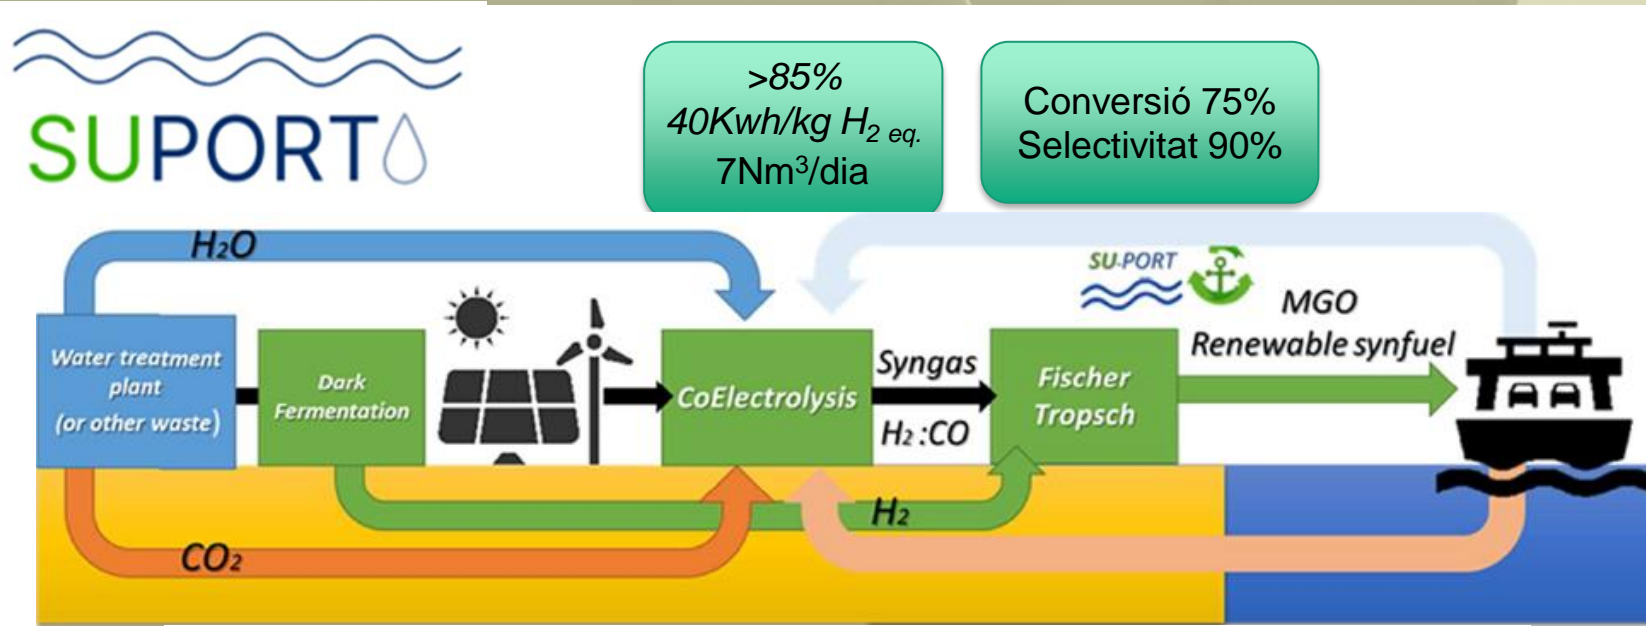 SUPORT
>85%
40Kwh/kg H2 eq.
7Nm³/dia
Conversió 75%
Selectivitat 90%
H2O
SU-PORT
MGO
Renewable synfuel
Water treatment
plant
(or other waste)
Dark
Fermentation
CoElectrolysis
Syngas
H2 :CO
Fischer
Tropsch
H2
CO2